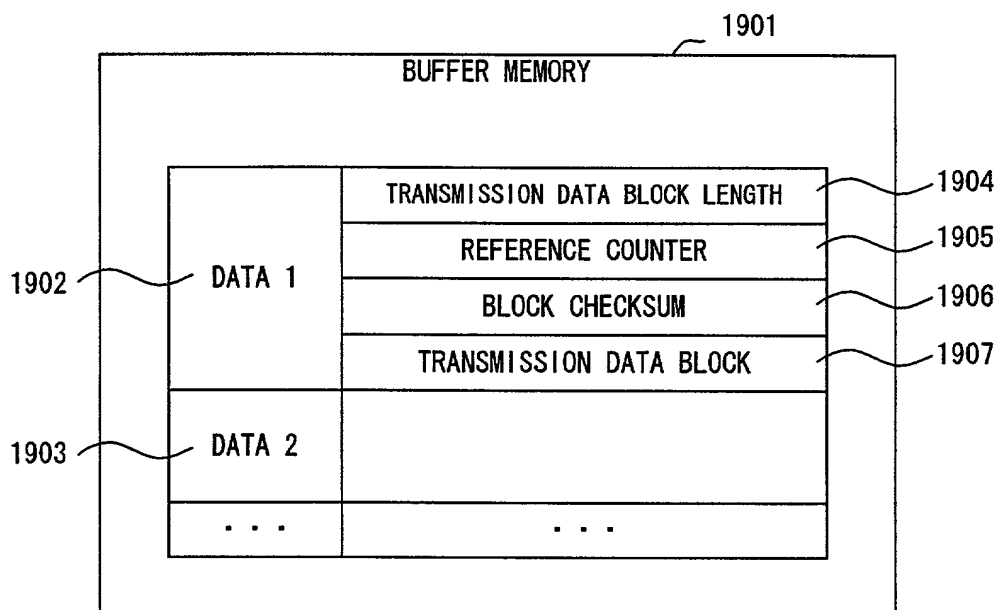 1901
BUFFER MEMORY
TRANSMISSION DATA BLOCK LENGTH
1904
REFERENCE COUNTER
1905
1902
DATA 1
BLOCK CHECKSUM
1906
TRANSMISSION DATA BLOCK
1907
1903
DATA 2
. . .
. . .